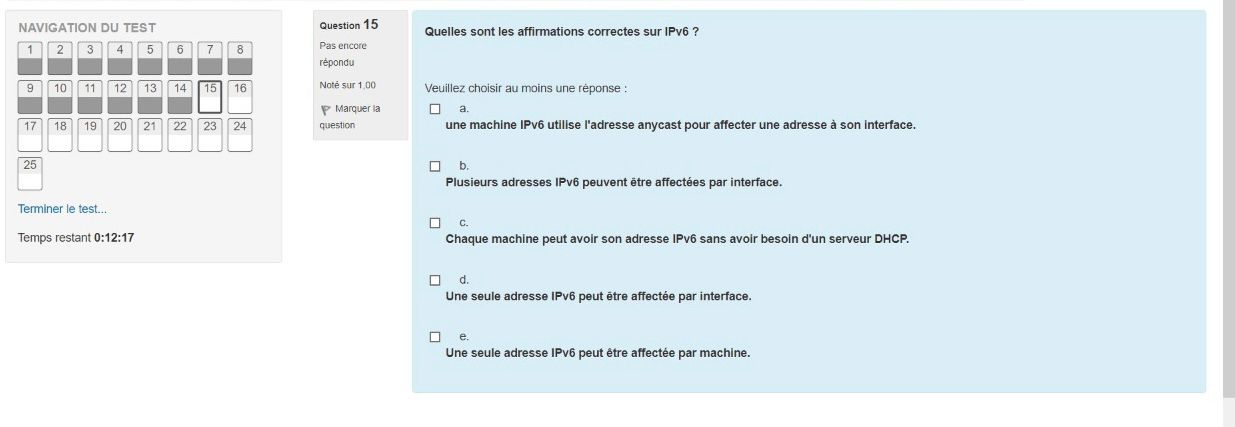 NAVIGATION DU TEST
1 2 3 4 5 6 7 8
9 10 11 12 13 14 15 16
17 18 19 20 21 22 23 24
25
Terminer le test...
Temps restant 0:12:17
Question 15
Pas encore
répondu
Noté sur 1,00
Marquer la
question
Quelles sont les affirmations correctes sur IPv6 ?
Veuillez choisir au moins une réponse :
a.
une machine IPv6 utilise l'adresse anycast pour affecter une adresse à son interface.
b.
Plusieurs adresses IPv6 peuvent être affectées par interface.
c.
Chaque machine peut avoir son adresse IPv6 sans avoir besoin d'un serveur DHCP.
d.
Une seule adresse IPv6 peut être affectée par interface.
e.
Une seule adresse IPv6 peut être affectée par machine.